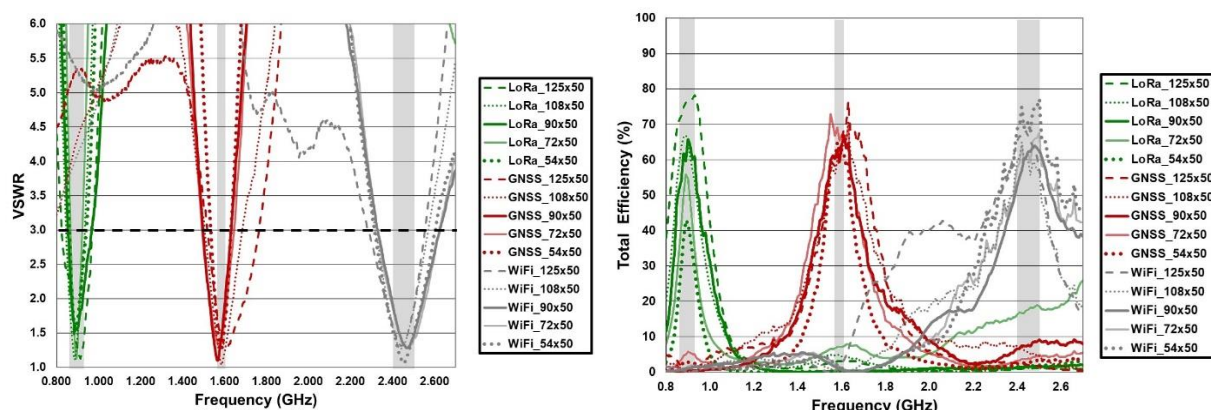 VSWR
6.0
5.5
5.0
4.5
4.0
3.5
3.0
2.5
2.0
1.5
1.0
0.800 1.000 1.200 1.400 1.600 1.800 2.000 2.200 2.400 2.600
Frequency (GHz)
LoRa_125x50
LoRa_108x50
LoRa_90x50
LoRa_72x50
LoRa_54x50
GNSS_125x50
GNSS_108x50
GNSS_90x50
GNSS_72x50
GNSS_54x50
WiFi_125x50
WiFi_108x50
WiFi_90x50
WiFi_72x50
WiFi_54x50
Total Efficiency (%)
100
90
80
70
60
50
40
30
20
10
0
0.8 1.0 1.2 1.4 1.6 1.8 2.0 2.2 2.4 2.6
Frequency (GHz)
LoRa_125x50
LoRa_108x50
LoRa_90x50
LoRa_72x50
LoRa_54x50
GNSS_125x50
GNSS_108x50
GNSS_90x50
GNSS_72x50
GNSS_54x50
WiFi_125x50
WiFi_108x50
WiFi_90x50
WiFi_72x50
WiFi_54x50